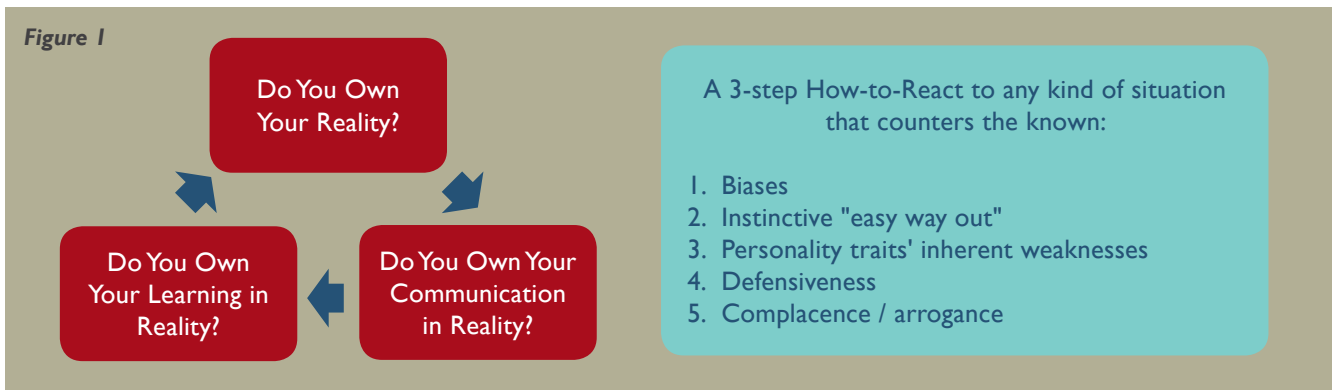 Figure 1
Do You Own
Your Reality?
Do You Own
Your Learning in
Reality?
Do You Own Your
Communication
in Reality?
A 3-step How-to-React to any kind of situation
that counters the known:
1. Biases
2. Instinctive "easy way out"
3. Personality traits' inherent weaknesses
4. Defensiveness
5. Complacence / arrogance